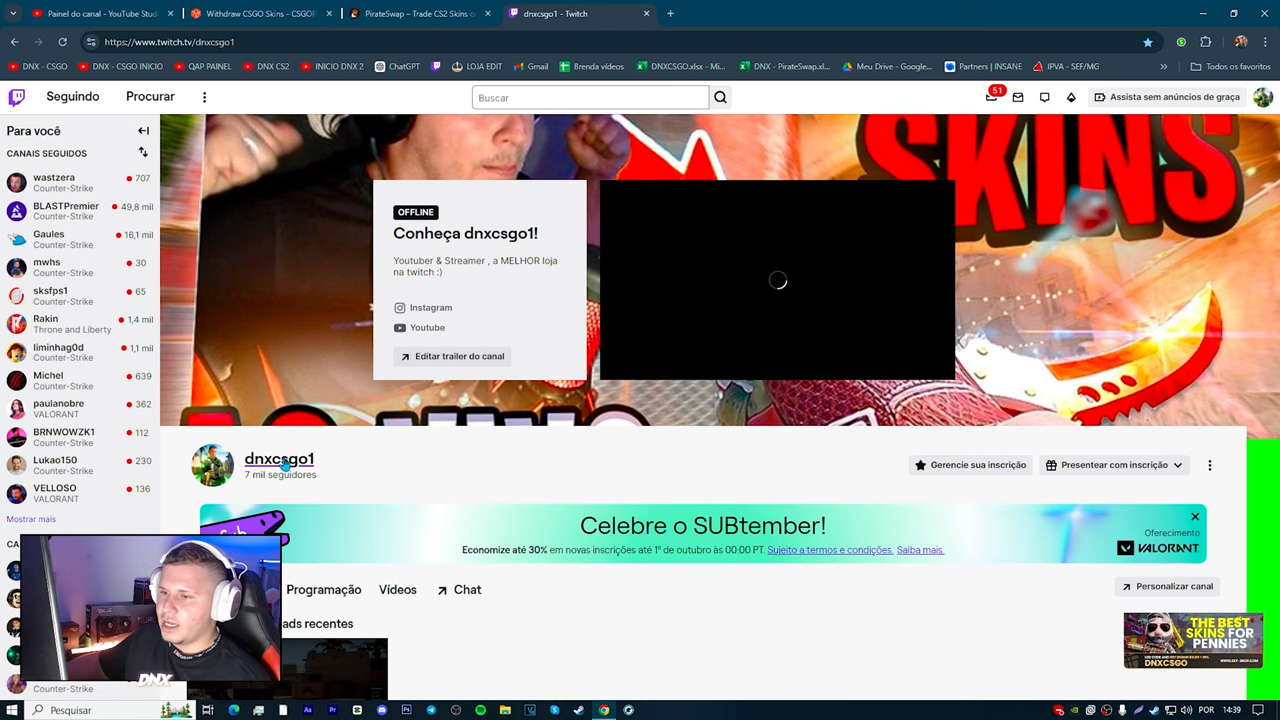 Painel do canal - YouTube Stud
Withdraw CSGO Skins - CSGOP
PirateSwap – Trade CS2 Skins o
dnxcsgo1 - Twitch
https://www.twitch.tv/dnxcsgo1
DNX - CSGO
DNX - CSGO INICIO
QAP PAINEL
DNX CS2
INICIO DNX 2
ChatGPT
LOJA EDIT
Gmail
Brenda vídeos
DNXCSGO.xlsx - Mi...
DNX - PirateSwap.xl...
Meu Drive - Google...
Partners | INSANE
IPVA - SEF/MG
Todos os favoritos
Seguindo
Procurar
Buscar
51
Assista sem anúncios de graça
Para você
CANAIS SEGUIDOS
wastzera
707
Counter-Strike
BLASTPremier
49,8 mil
Counter-Strike
Gaules
16,1 mil
Counter-Strike
mwhs
30
Counter-Strike
sksfps1
65
Counter-Strike
Rakin
1,4 mil
Throne and Liberty
liminhag0d
1,1 mil
Counter-Strike
Michel
639
Counter-Strike
paulanobre
362
VALORANT
BRNWOWZK1
112
Counter-Strike
Lukao150
230
Counter-Strike
VELLOSO
136
VALORANT
Mostrar mais
CA
Counter-Strike
SKINS
OFFLINE
Conheça dnxcsgo1!
Youtuber & Streamer , a MELHOR loja
na twitch :)
Instagram
Youtube
Editar trailer do canal
dnxcsgo1
7 mil seguidores
Gerencie sua inscrição
Presentear com inscrição
Sub
Celebre o SUBtember!
Economize até 30% em novas inscrições até 1º de outubro às 00:00 PT. Sujeito a termos e condições. Saiba mais.
Oferecimento
VALORANT
Programação
Vídeos
Chat
Personalizar canal
ads recentes
THE BEST
SKINS FOR
PENNIES
DNXCSGO
WWW.KEY-DROP.COM
DNX
Pesquisar
POR
14:39